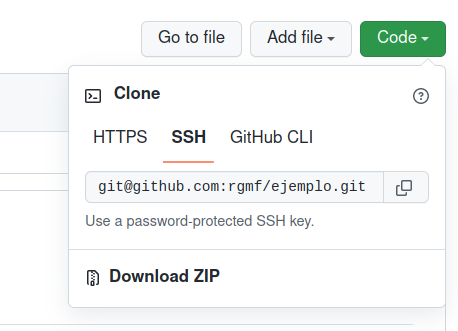 Go to file Add file Code
Clone
HTTPS SSH GitHub CLI
git@github.com:rgmf/ejemplo.git
Use a password-protected SSH key.
Download ZIP